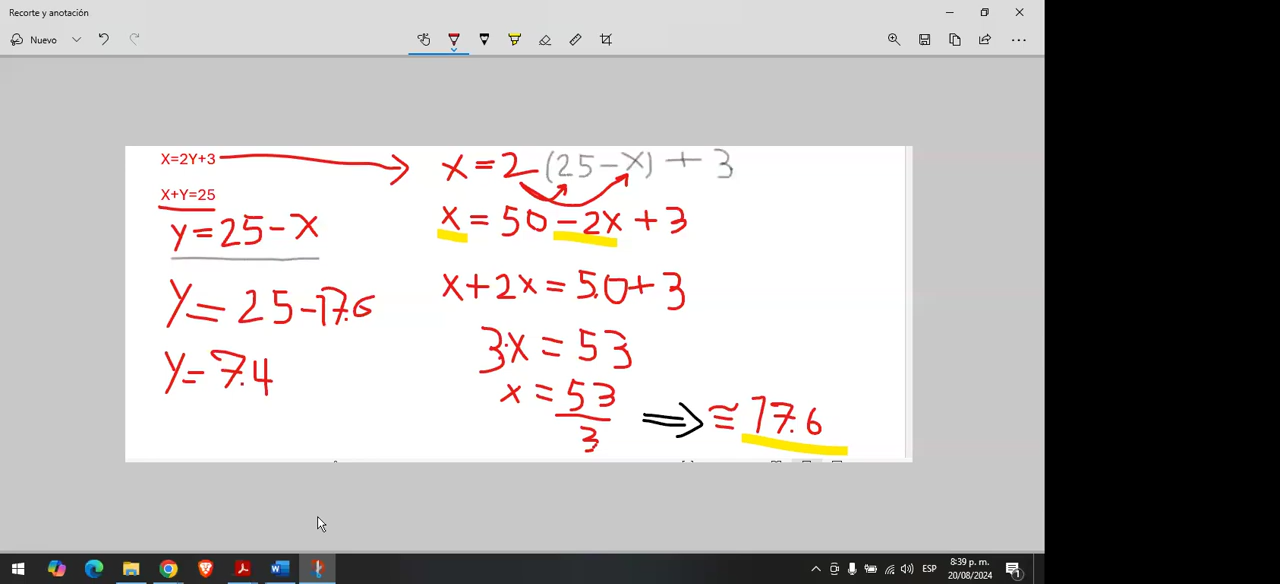 Recorte y anotación
Nuevo
X=2Y+3
X+Y=25
y=25-x
y=25-17.6
y=7.4
x=2(25-x)+3
x=50-2x+3
x+2x=50+3
3x=53
x=53/3 ⇒ ≅17.6
ESP
8:39 p. m.
20/08/2024
1